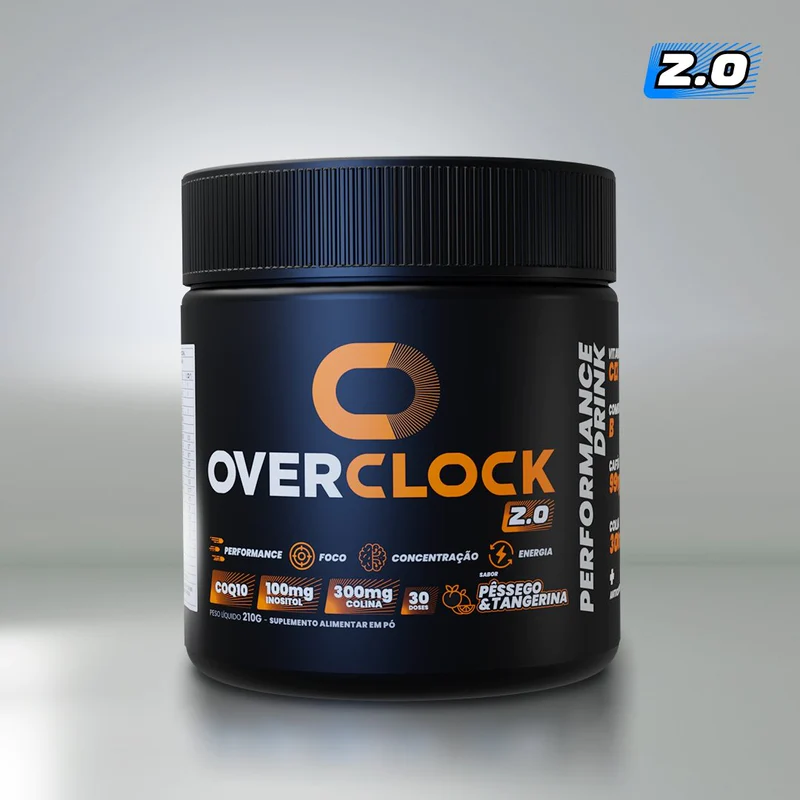 2.0
OVERCLOCK
2.0
PERFORMANCE
FOCO
CONCENTRAÇÃO
ENERGIA
COQ10
100mg
INOSITOL
300mg
COLINA
30
DOSES
SABOR
PÊSSEGO
&TANGERINA
PESO LÍQUIDO 210G - SUPLEMENTO ALIMENTAR EM PÓ
PERFORMANCE
DRINK
B